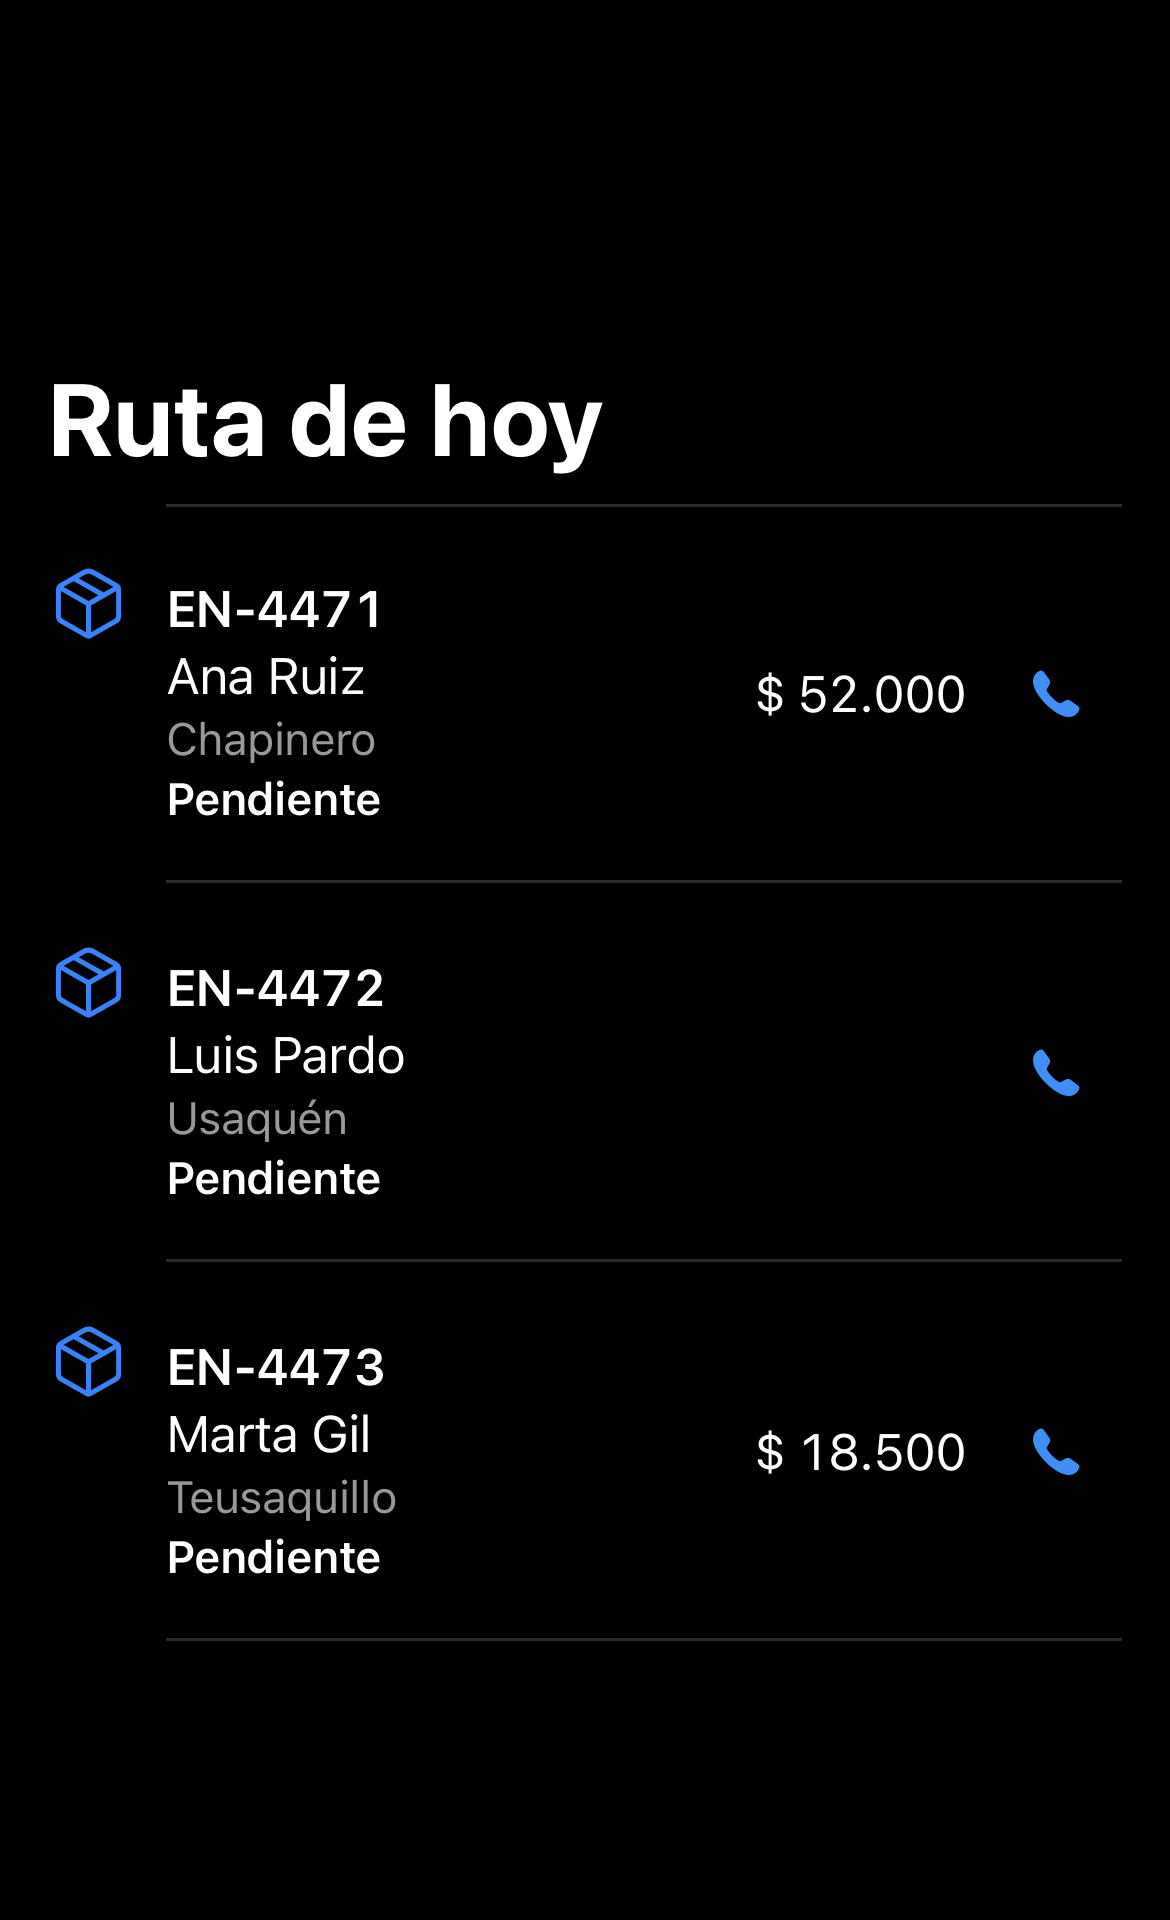 Ruta de hoy
EN-4471
Ana Ruiz
Chapinero
Pendiente
$ 52.000
EN-4472
Luis Pardo
Usaquén
Pendiente
EN-4473
Marta Gil
Teusaquillo
Pendiente
$ 18.500